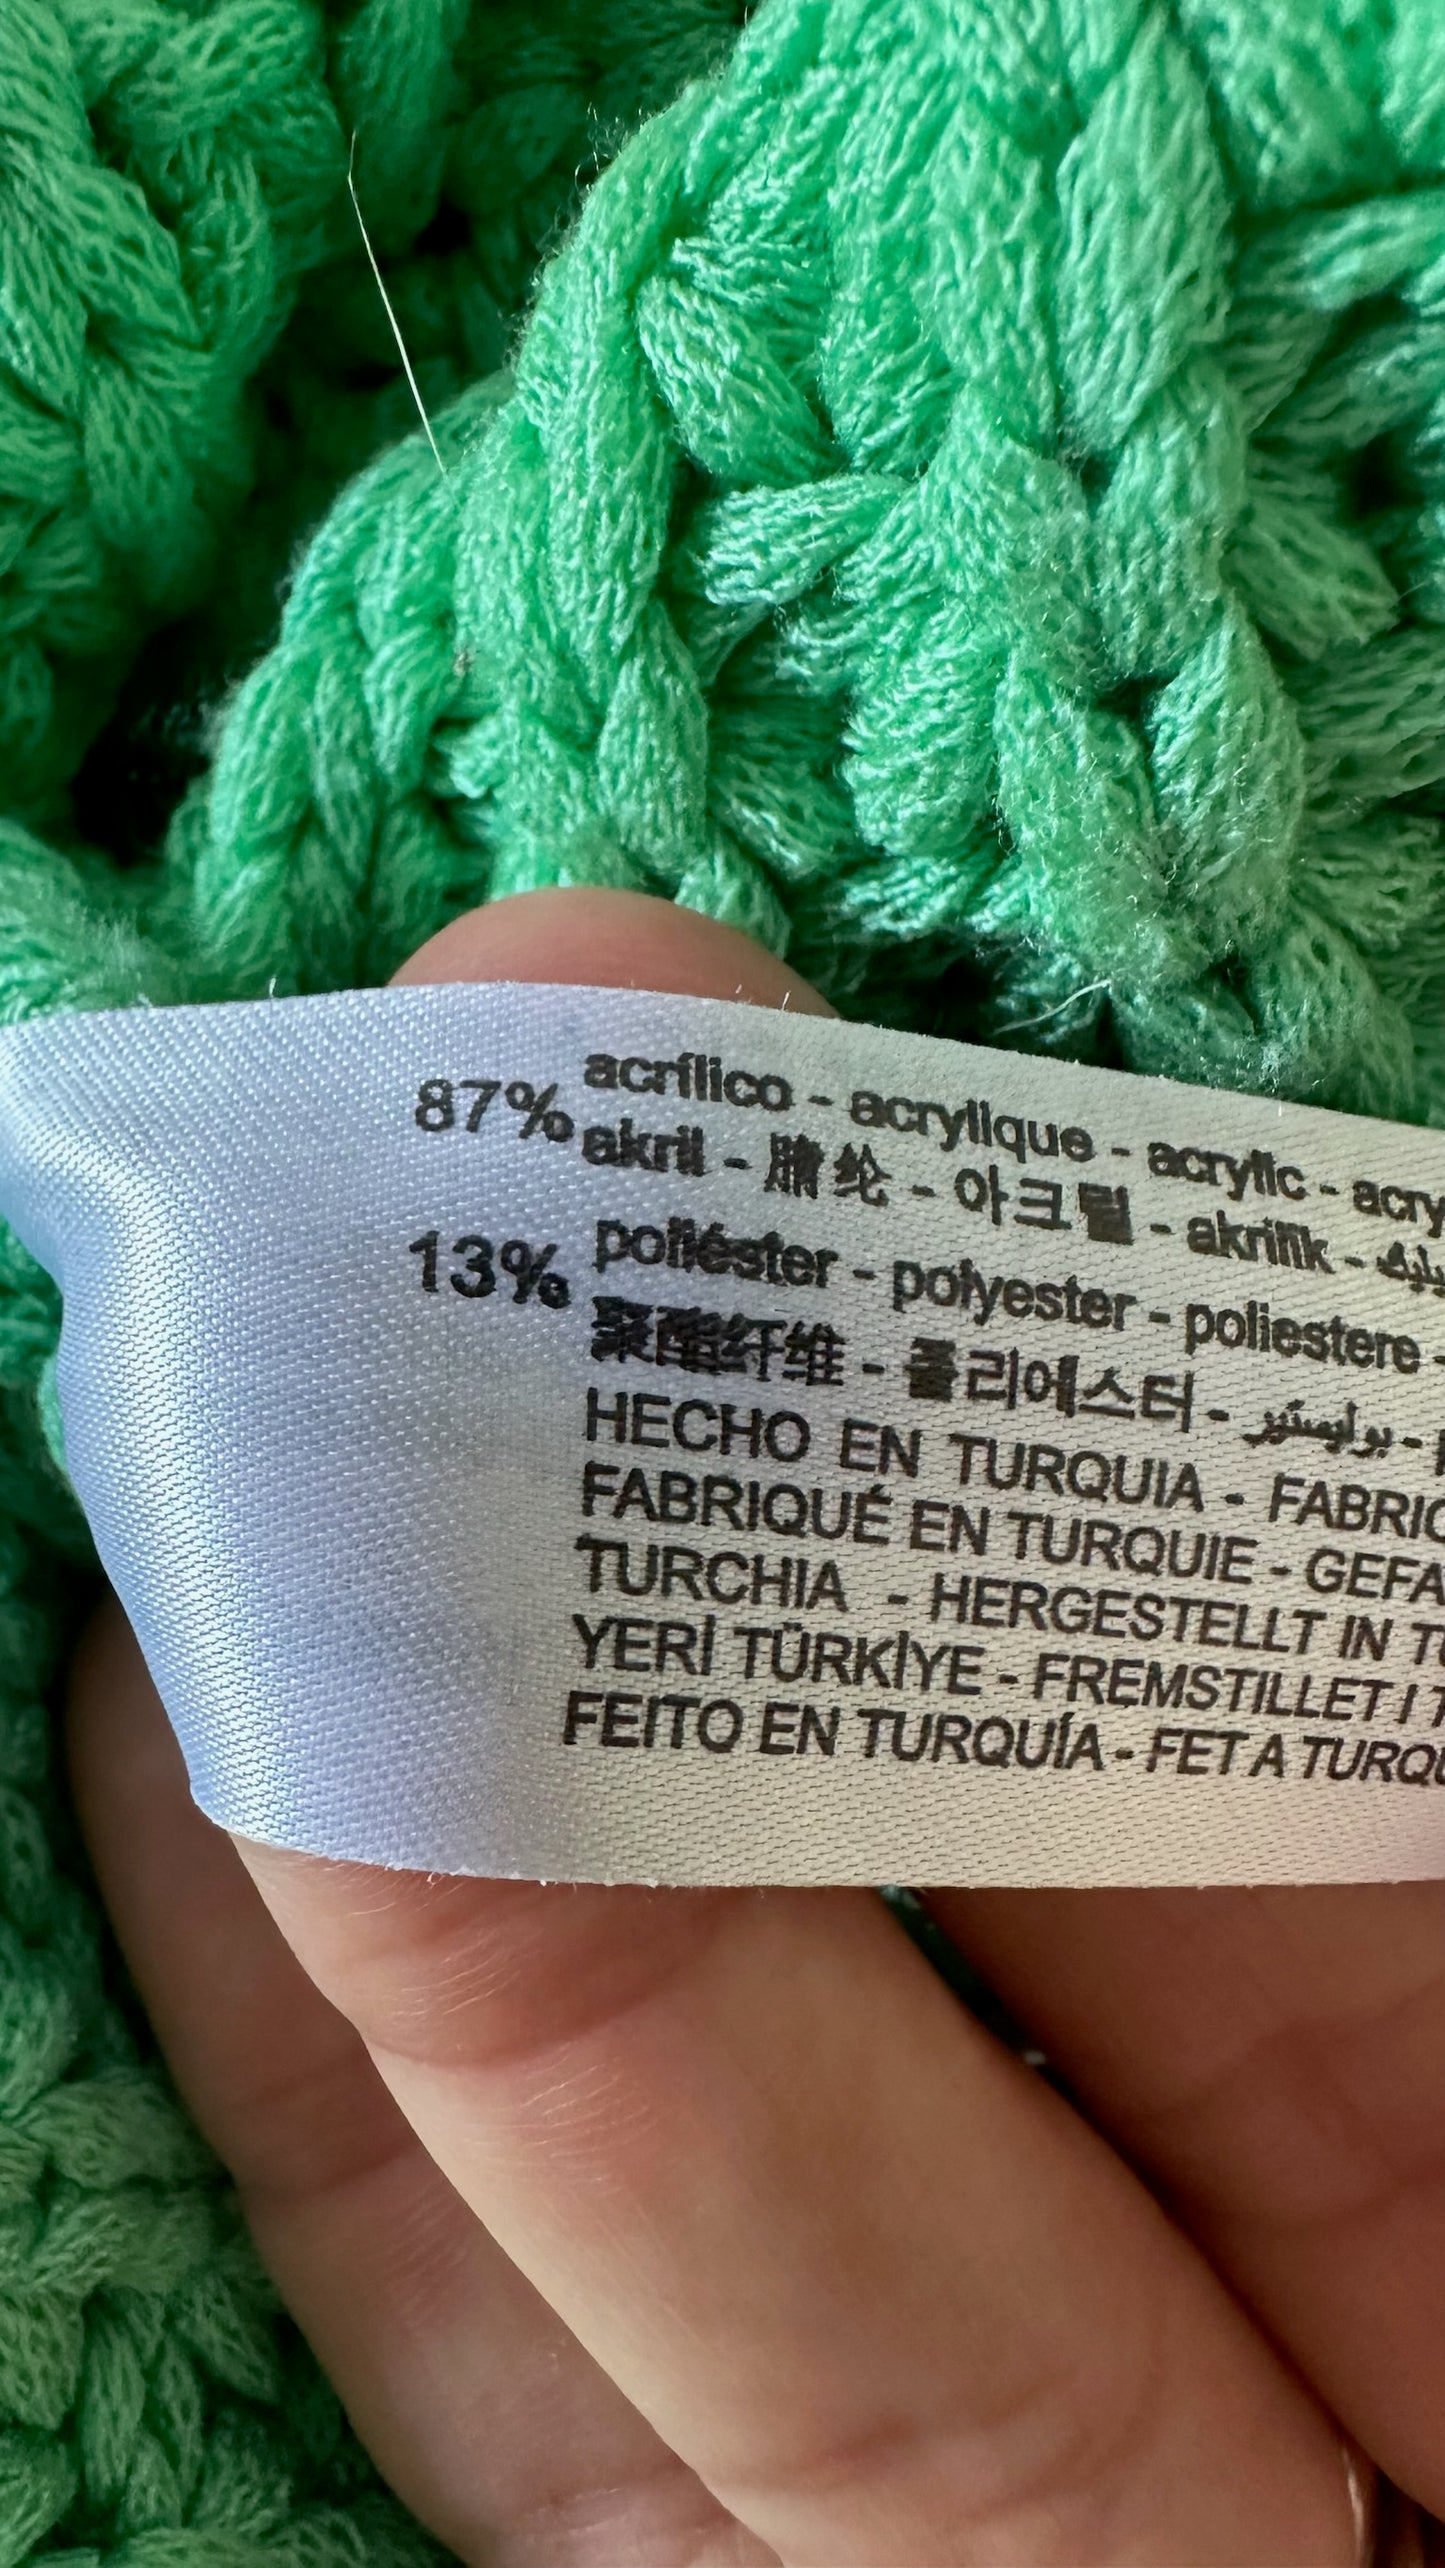 87% acrílico - acrylique - acrylic - acry
akril - 腈纶 - 아크릴 - akrilik -
13% poliéster - polyester - poliestere -
聚酯纤维 - 폴리에스터 - بوليستير -
HECHO EN TURQUIA - FABRIC
FABRIQUÉ EN TURQUIE - GEFA
TURCHIA - HERGESTELLT IN TU
YERİ TÜRKİYE - FREMSTILLET I T
FEITO EN TURQUÍA - FET A TURQU